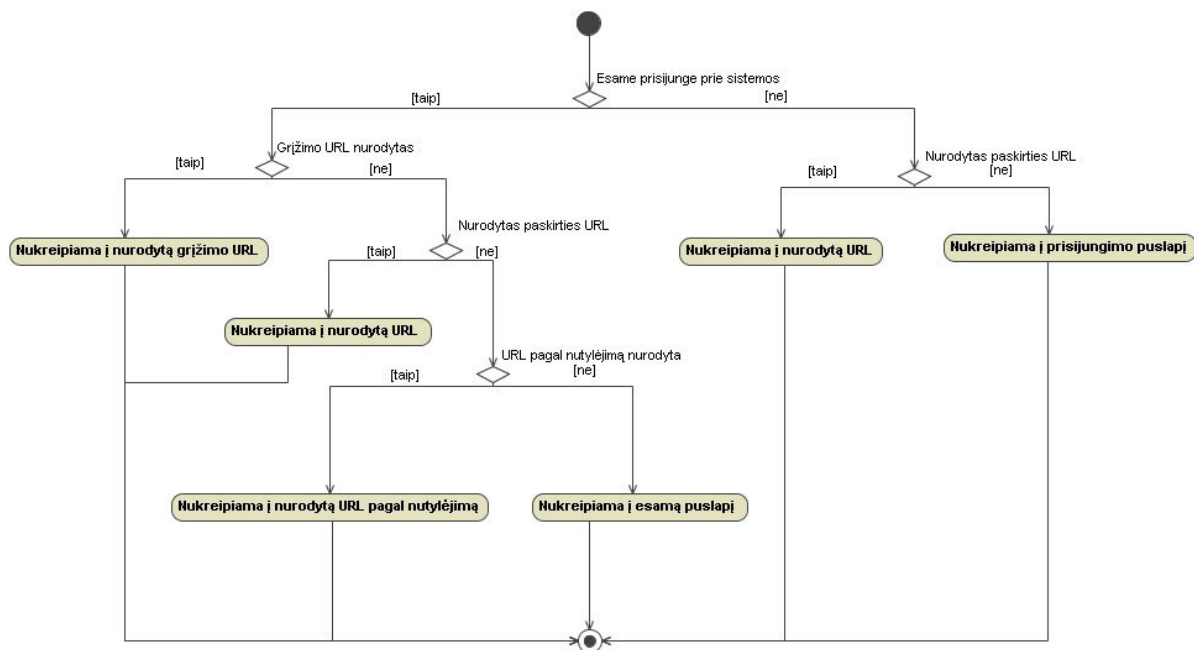 Esame prisijunge prie sistemos
[taip]
[ne]
Grįžimo URL nurodytas
[taip]
[ne]
Nurodytas paskirties URL
[taip]
[ne]
Nurodytas paskirties URL
[taip]
[ne]
Nukreipiama į nurodytą grįžimo URL
Nukreipiama į nurodytą URL
Nukreipiama į prisijungimo puslapį
Nukreipiama į nurodytą URL
URL pagal nutylėjimą nurodyta
[taip]
[ne]
Nukreipiama į nurodytą URL pagal nutylėjimą
Nukreipiama į esamą puslapį